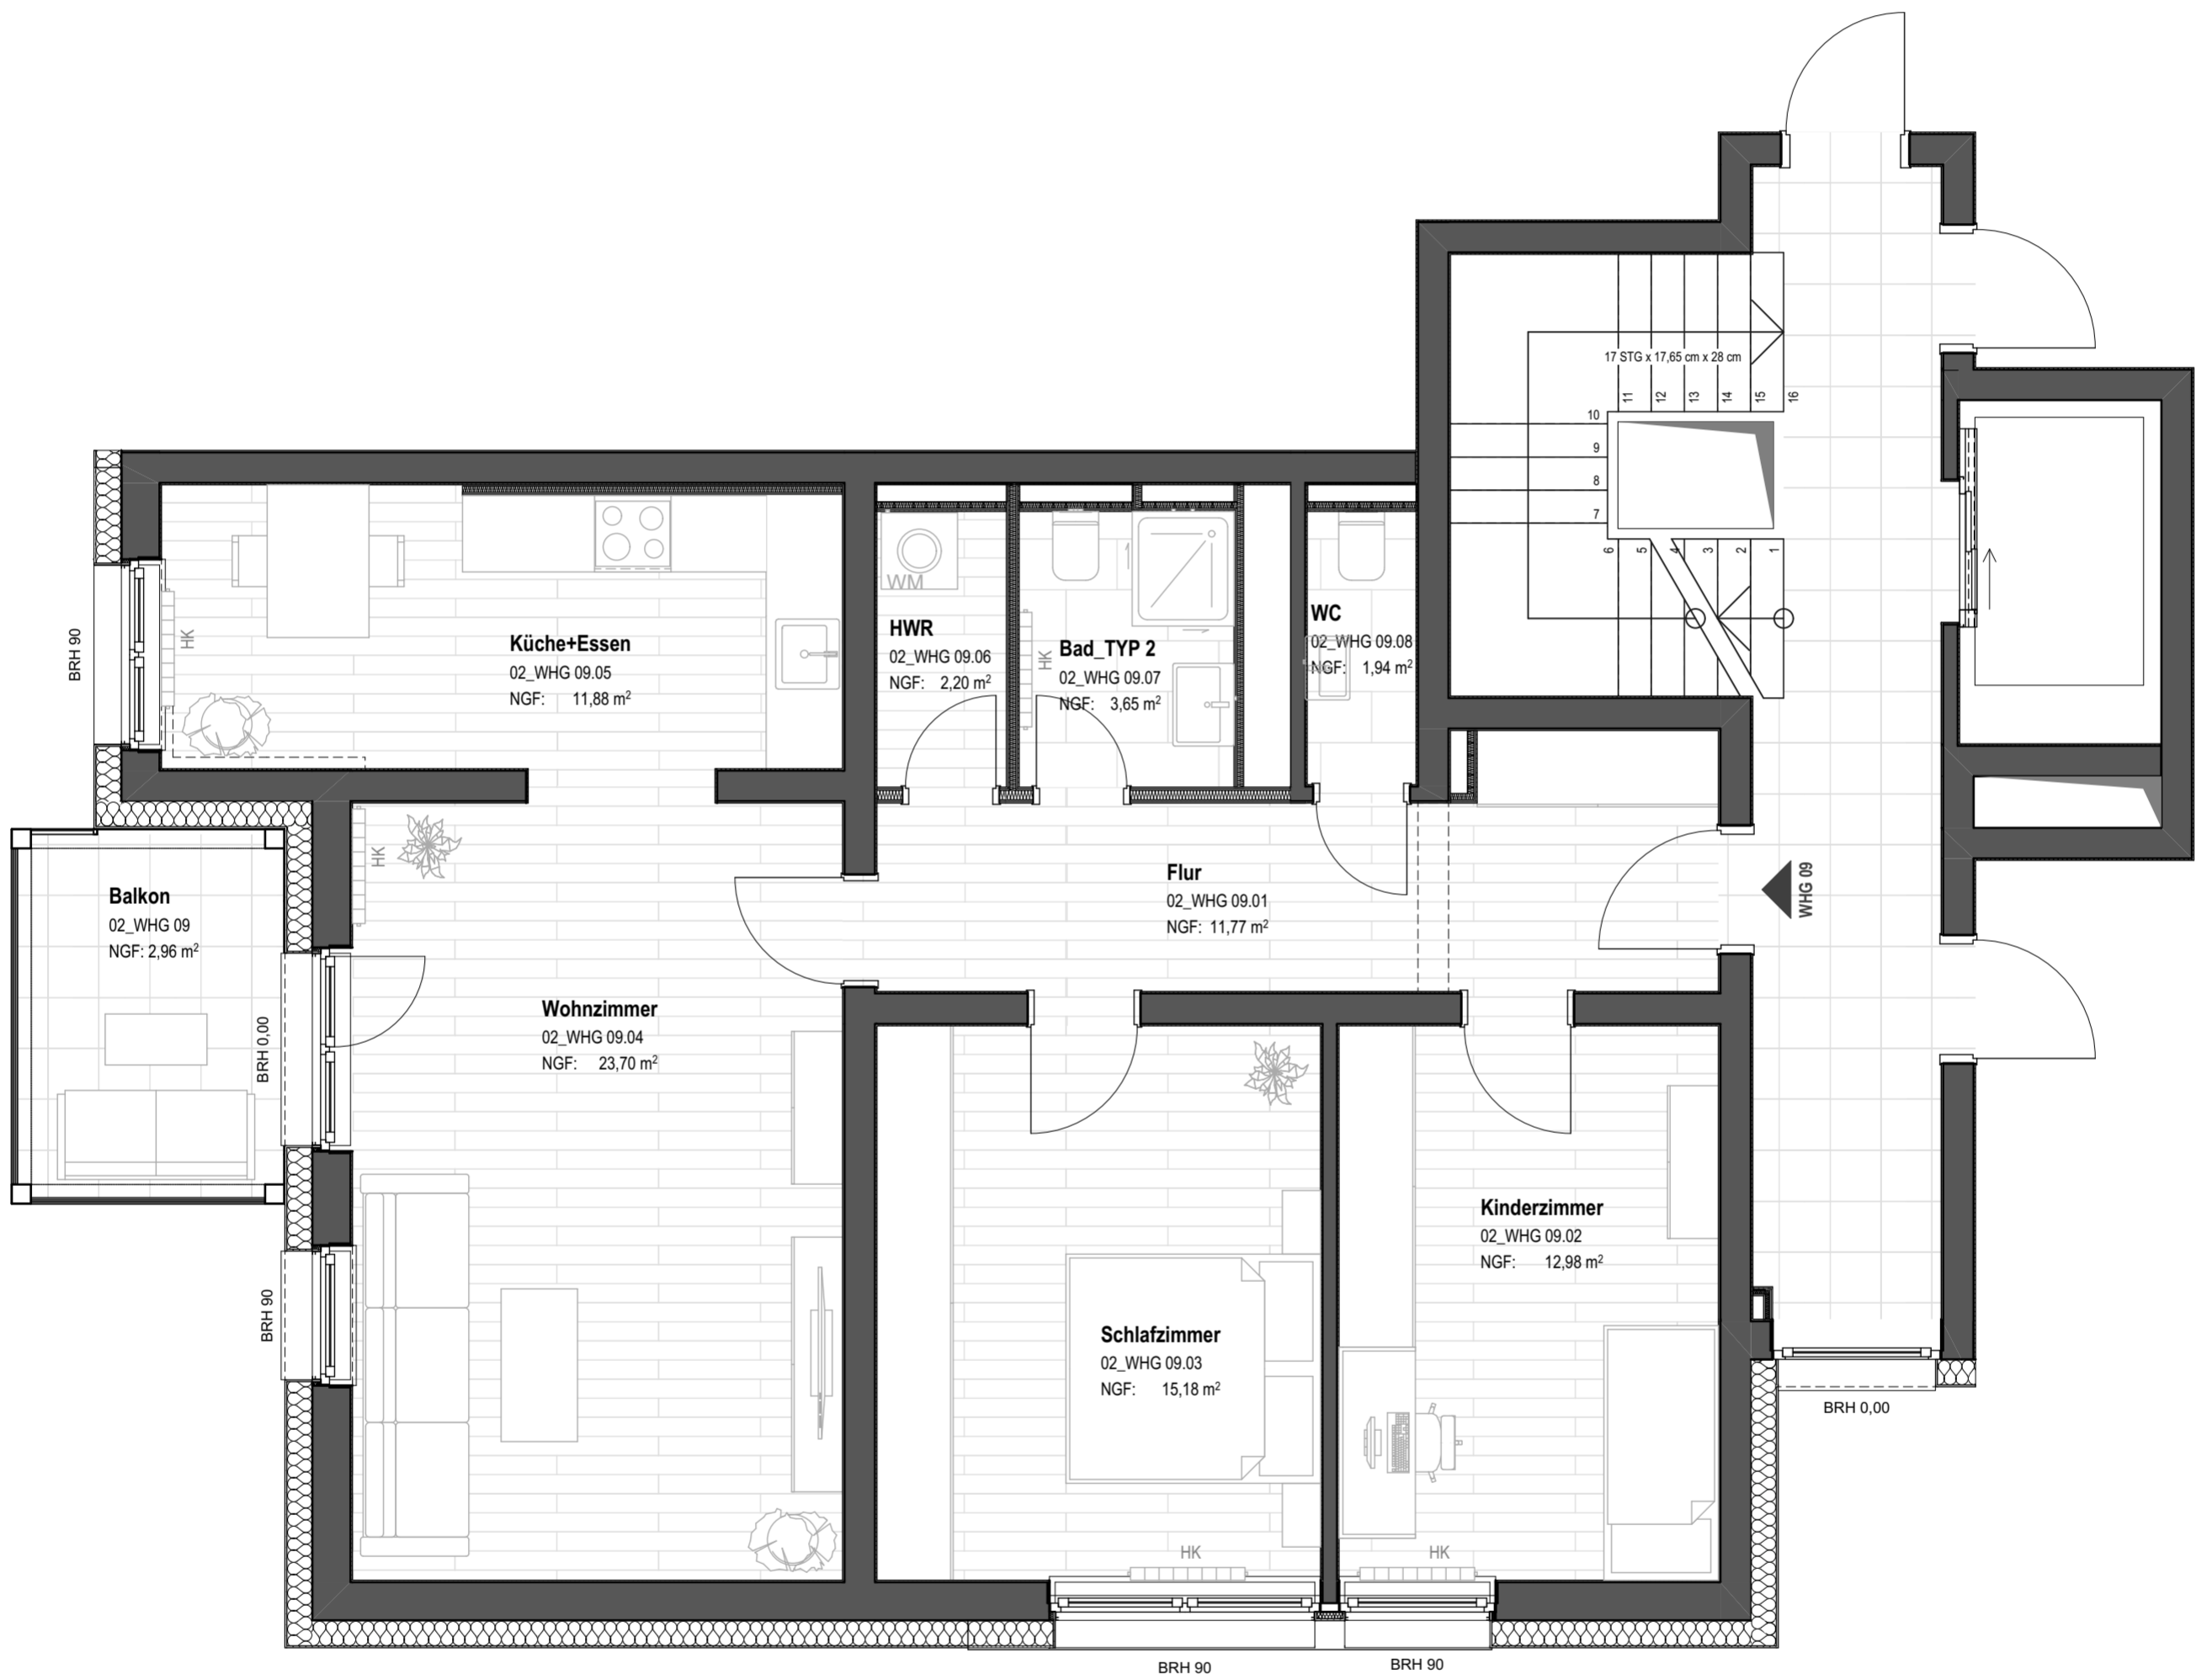 17 STG x 17,65 cm x 28 cm
11
12
13
14
15
16
10
9
8
7
6
5
4
3
2
1
BRH 90
HK
Küche+Essen
02_WHG 09.05
NGF: 11,88 m²
WM
HWR
02_WHG 09.06
NGF: 2,20 m²
HK
Bad_TYP 2
02_WHG 09.07
NGF: 3,65 m²
WC
02_WHG 09.08
NGF: 1,94 m²
HK
Balkon
02_WHG 09
NGF: 2,96 m²
BRH 0,00
Flur
02_WHG 09.01
NGF: 11,77 m²
WHG 09
Wohnzimmer
02_WHG 09.04
NGF: 23,70 m²
BRH 90
Schlafzimmer
02_WHG 09.03
NGF: 15,18 m²
Kinderzimmer
02_WHG 09.02
NGF: 12,98 m²
BRH 0,00
HK
HK
BRH 90
BRH 90